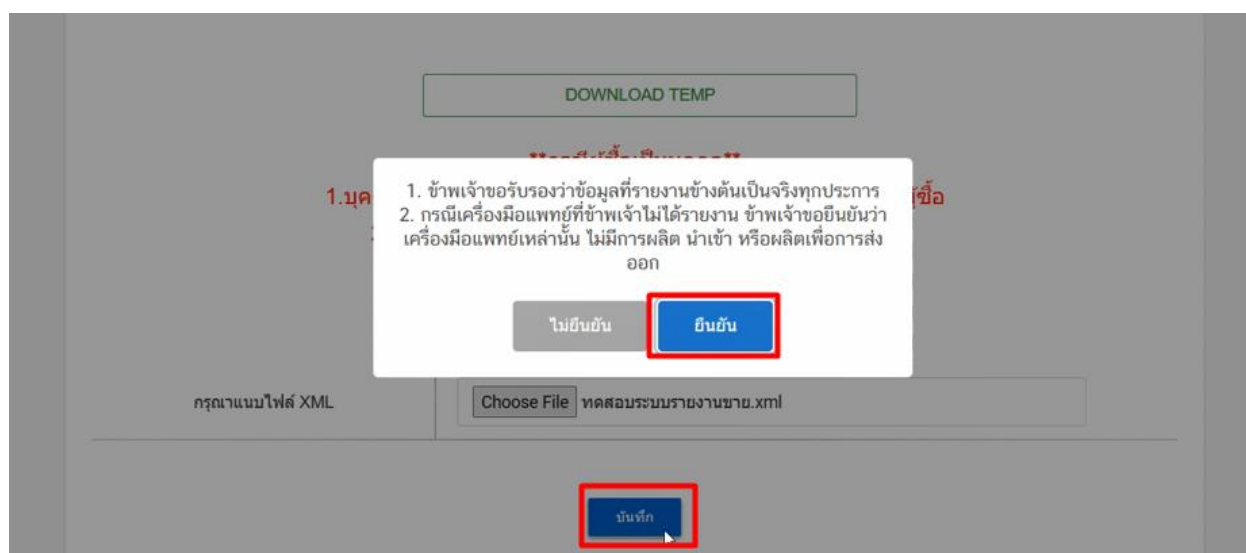 DOWNLOAD TEMP
1.บุค
ผู้ซื้อ
1. ข้าพเจ้าขอรับรองว่าข้อมูลที่รายงานข้างต้นเป็นจริงทุกประการ
2. กรณีเครื่องมือแพทย์ที่ข้าพเจ้าไม่ได้รายงาน ข้าพเจ้าขอยืนยันว่า
เครื่องมือแพทย์เหล่านั้น ไม่มีการผลิต นำเข้า หรือผลิตเพื่อการส่ง
ออก
ไม่ยืนยัน ยืนยัน
กรุณาแนบไฟล์ XML Choose File ทดสอบระบบรายงานขาย.xml
บันทึก